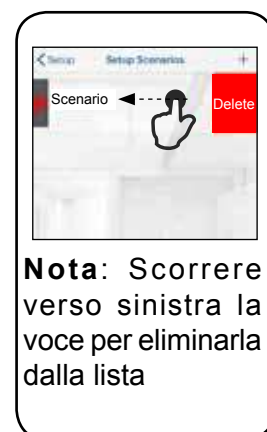 Setup Setup Scenarios +
Scenario Delete
Nota: Scorrere
verso sinistra la
voce per eliminarla
dalla lista